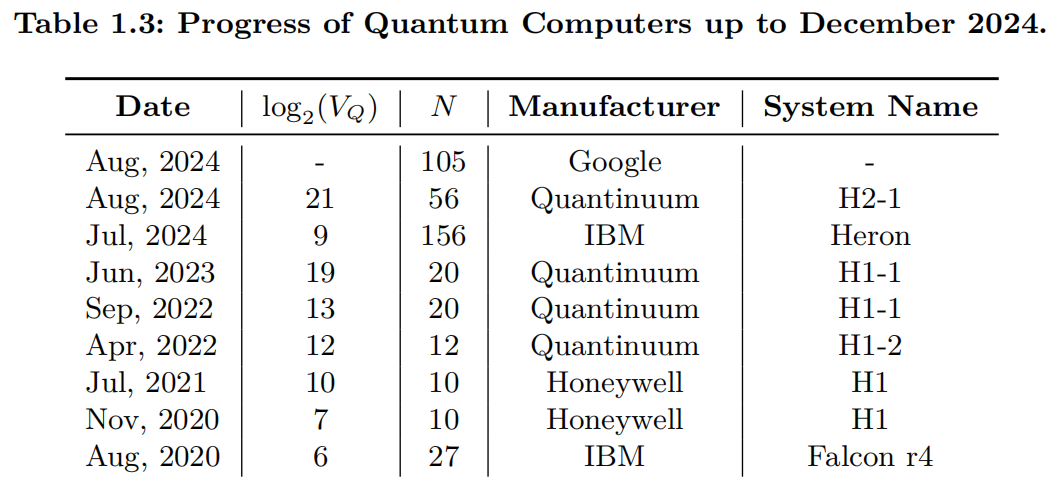 Table 1.3: Progress of Quantum Computers up to December 2024.
Date log₂(V_Q) N Manufacturer System Name
Aug, 2024 - 105 Google -
Aug, 2024 21 56 Quantinuum H2-1
Jul, 2024 9 156 IBM Heron
Jun, 2023 19 20 Quantinuum H1-1
Sep, 2022 13 20 Quantinuum H1-1
Apr, 2022 12 12 Quantinuum H1-2
Jul, 2021 10 10 Honeywell H1
Nov, 2020 7 10 Honeywell H1
Aug, 2020 6 27 IBM Falcon r4